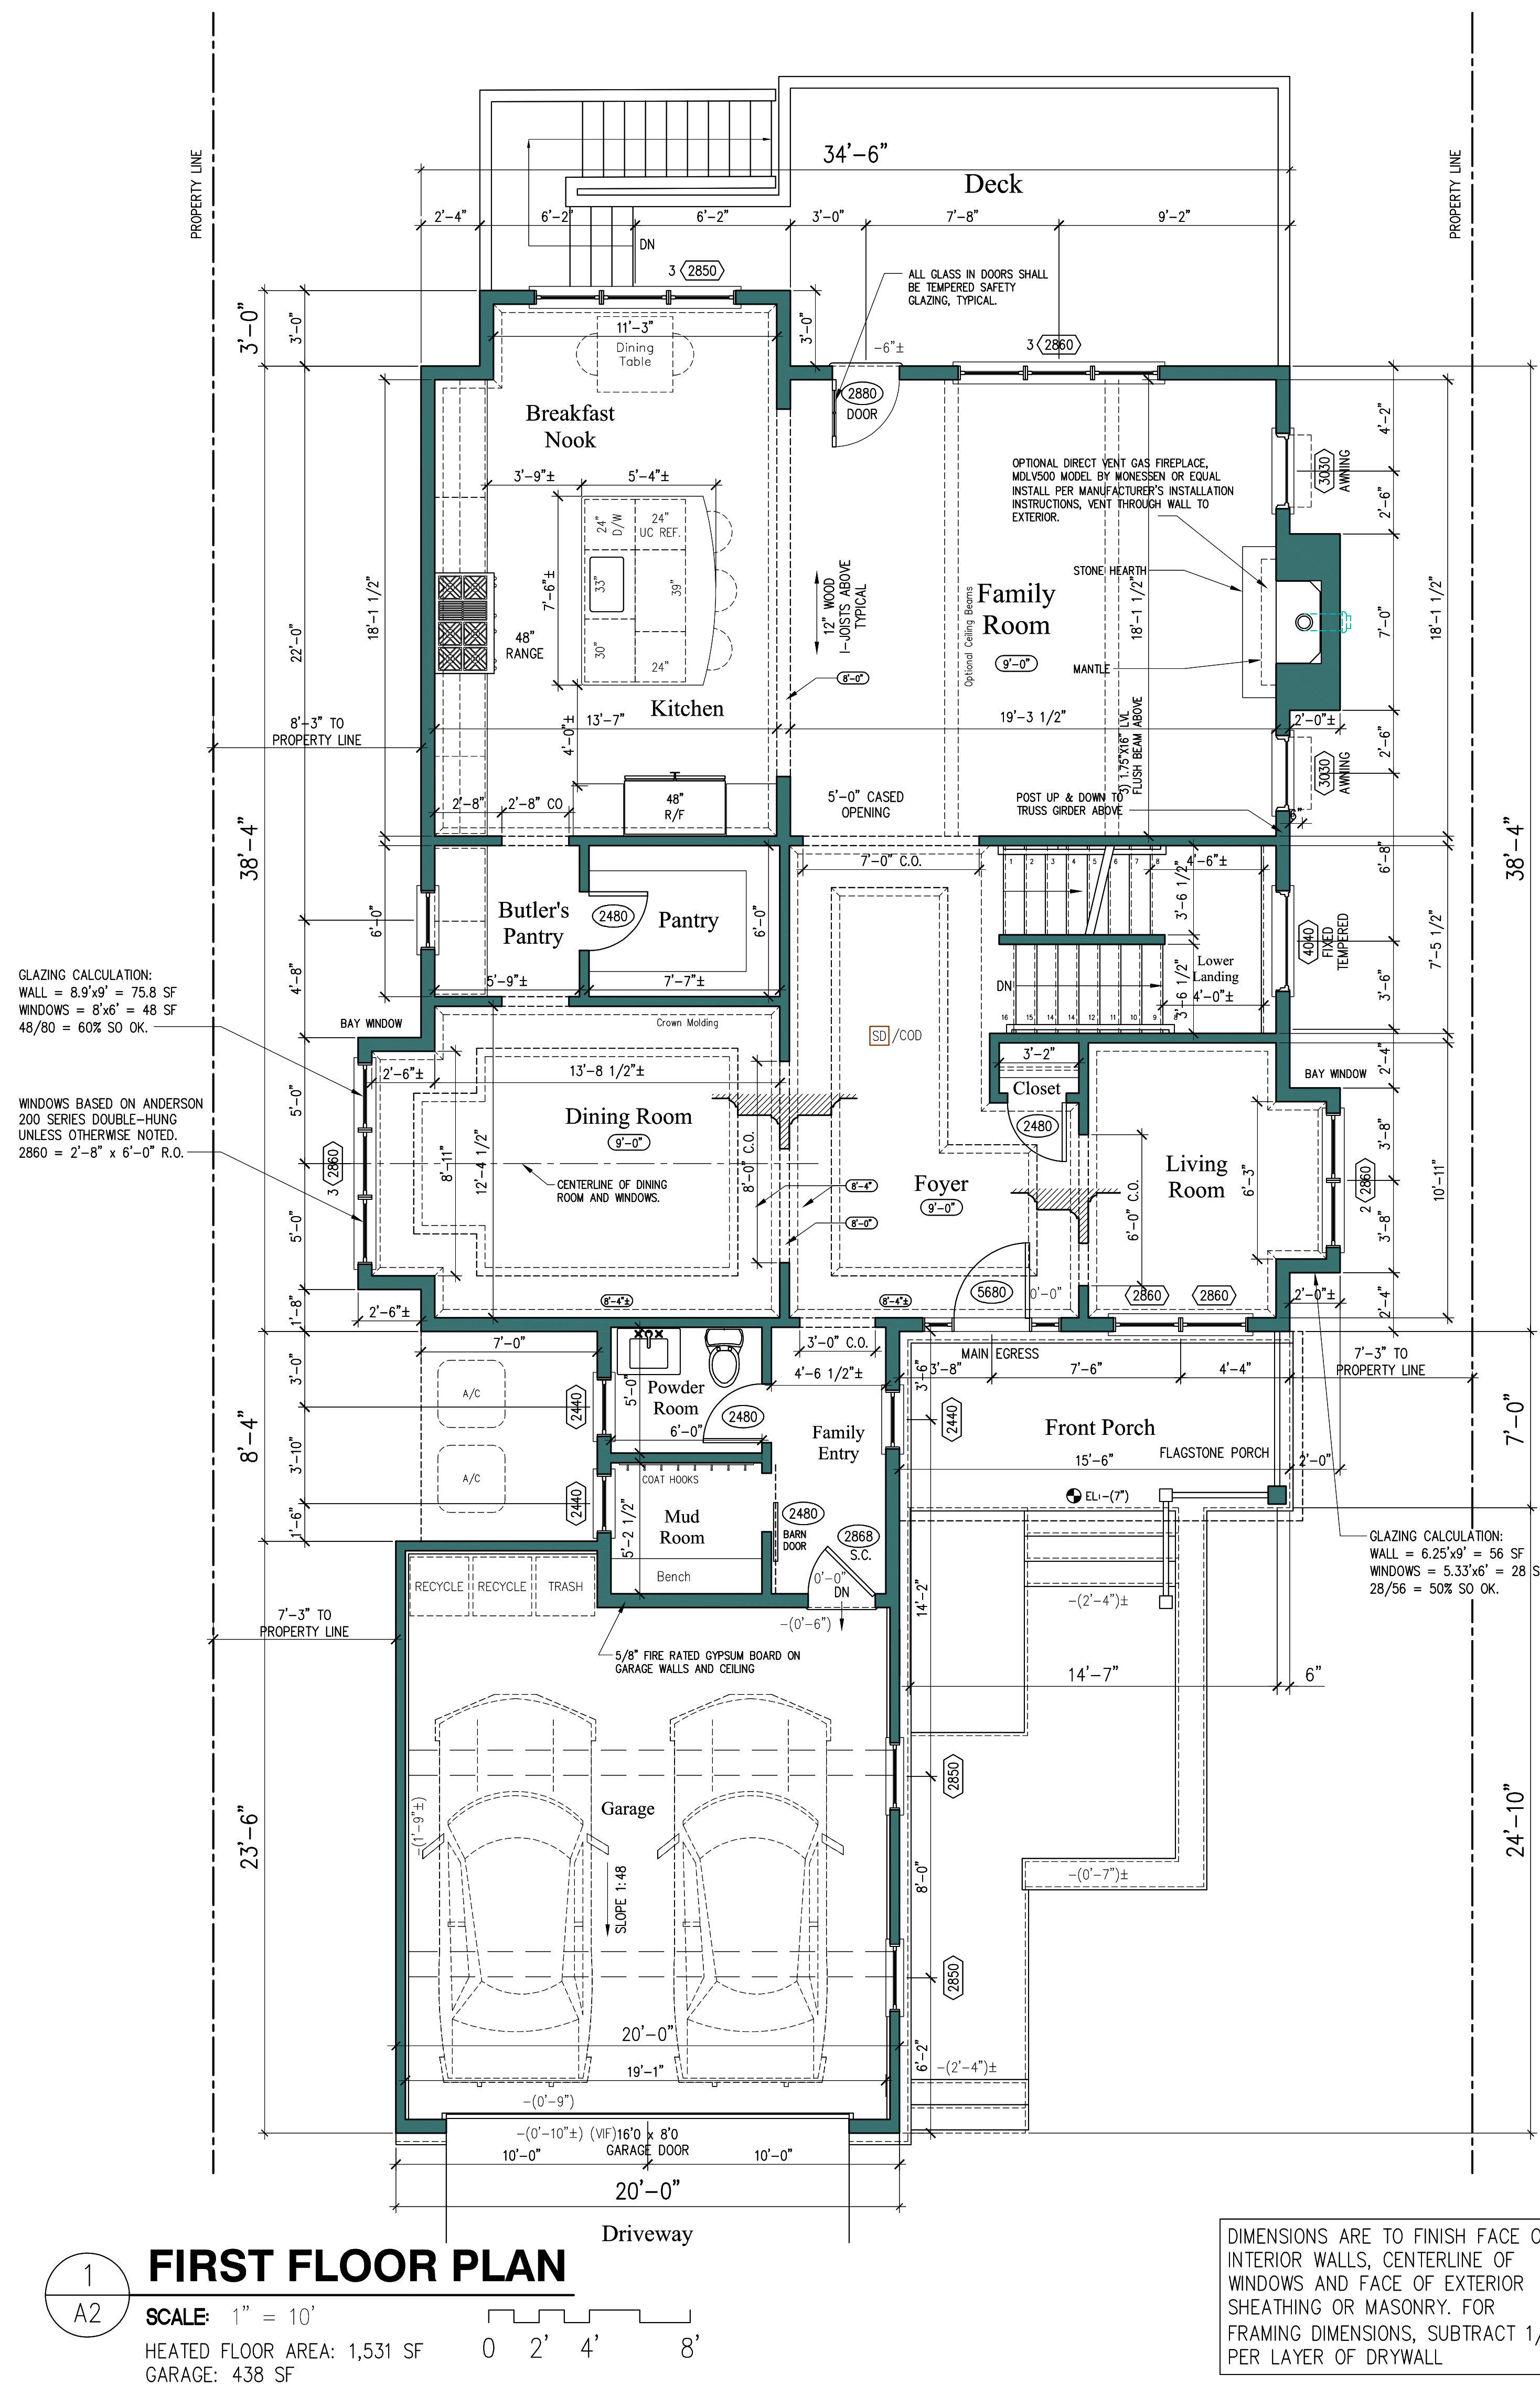 34'-6"
Deck
PROPERTY LINE
PROPERTY LINE
2'-4"
6'-2"
6'-2"
3'-0"
7'-8"
9'-2"
DN
3 2850
ALL GLASS IN DOORS SHALL
BE TEMPERED SAFETY
GLAZING, TYPICAL.
3'-0"
3'-0"
3'-0"
11'-3"
Dining
Table
-6"±
3 2860
2880
DOOR
Breakfast
Nook
4'-2"
3'-9"±
5'-4"±
OPTIONAL DIRECT VENT GAS FIREPLACE,
MDLV500 MODEL BY MONESSEN OR EQUAL
INSTALL PER MANUFACTURER'S INSTALLATION
INSTRUCTIONS, VENT THROUGH WALL TO
EXTERIOR.
3030
AWNING
2'-6"
24"
D/W
24"
UC REF.
33"
39"
30"
24"
7'-6"±
18'-1 1/2"
22'-0"
48"
RANGE
12" WOOD
I-JOISTS ABOVE
TYPICAL
STONE HEARTH
Family
Room
9'-0"
Optional Ceiling Beams
18'-1 1/2"
MANTLE
7'-0"
18'-1 1/2"
8'-0"
Kitchen
13'-7"
19'-3 1/2"
2'-0"±
8'-3" TO
PROPERTY LINE
4'-0"±
3) 1.75"X16" LVL
FLUSH BEAM ABOVE
2'-6"
3030
AWNING
2'-8"
2'-8" CO
48"
R/F
5'-0" CASED
OPENING
POST UP & DOWN TO
TRUSS GIRDER ABOVE
6"
38'-4"
38'-4"
7'-0" C.O.
1 2 3 4 5 6 7 8
4'-6"±
3'-6 1/2"
6'-8"
6'-0"
Butler's
Pantry
2480
Pantry
6'-0"
4040
FIXED
TEMPERED
7'-5 1/2"
GLAZING CALCULATION:
WALL = 8.9'x9' = 75.8 SF
WINDOWS = 8'x6' = 48 SF
48/80 = 60% SO OK.
4'-8"
5'-9"±
7'-7"±
DN
3'-6 1/2"
Lower
Landing
4'-0"±
3'-6"
BAY WINDOW
Crown Molding
16 15 14 14 12 11 10 9
SD /COD
3'-2"
2'-4"
2'-6"±
13'-8 1/2"±
Closet
BAY WINDOW
WINDOWS BASED ON ANDERSON
200 SERIES DOUBLE-HUNG
UNLESS OTHERWISE NOTED.
2860 = 2'-8" x 6'-0" R.O.
5'-0"
Dining Room
9'-0"
2480
3 2860
8'-11"
12'-4 1/2"
8'-0" C.O.
Living
Room
3'-8"
CENTERLINE OF DINING
ROOM AND WINDOWS.
8'-4"
Foyer
9'-0"
6'-0" C.O.
6'-3"
2 2860
10'-11"
8'-0"
5'-0"
3'-8"
5680
0'-0"
2860
2860
1'-8"
2'-6"±
8'-4"±
8'-4"±
2'-0"±
2'-4"
7'-0"
3'-0" C.O.
MAIN EGRESS
7'-3" TO
PROPERTY LINE
3'-0"
A/C
2440
5'-0"
Powder
Room
4'-6 1/2"±
3'-6"
3'-8"
7'-6"
4'-4"
2480
6'-0"
Family
Entry
2440
Front Porch
7'-0"
8'-4"
3'-10"
A/C
FLAGSTONE PORCH
15'-6"
2'-0"
COAT HOOKS
2440
1'-6"
5'-2 1/2"
Mud
Room
2480
BARN
DOOR
2868
S.C.
EL:-(7")
GLAZING CALCULATION:
WALL = 6.25'x9' = 56 SF
WINDOWS = 5.33'x6' = 28 S
28/56 = 50% SO OK.
RECYCLE
RECYCLE
TRASH
Bench
0'-0"
DN
-(0'-6")
14'-2"
-(2'-4")±
7'-3" TO
PROPERTY LINE
5/8" FIRE RATED GYPSUM BOARD ON
GARAGE WALLS AND CEILING
14'-7"
6"
Garage
2850
-(1'-9"±)
23'-6"
24'-10"
SLOPE 1:48
8'-0"
-(0'-7")±
2850
20'-0"
6'-2"
-(2'-4")±
19'-1"
-(0'-9")
-(0'-10"±) (VIF)
16'0 x 8'0
GARAGE DOOR
10'-0"
10'-0"
20'-0"
Driveway
1
A2
FIRST FLOOR PLAN
SCALE: 1" = 10'
0 2' 4' 8'
HEATED FLOOR AREA: 1,531 SF
GARAGE: 438 SF
DIMENSIONS ARE TO FINISH FACE O
INTERIOR WALLS, CENTERLINE OF
WINDOWS AND FACE OF EXTERIOR
SHEATHING OR MASONRY. FOR
FRAMING DIMENSIONS, SUBTRACT 1/
PER LAYER OF DRYWALL